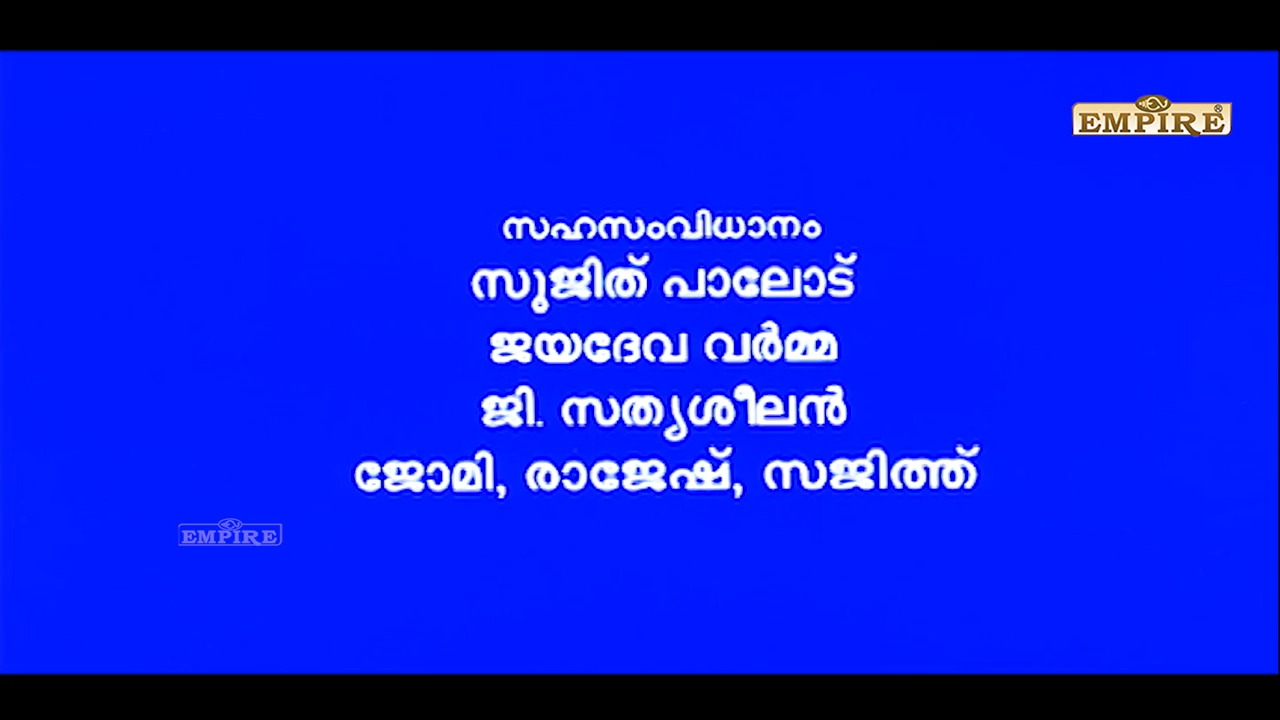 EMPIRE®
സഹസംവിധാനം
സുജിത് പാലോട്
ജയദേവ വർമ്മ
ജി. സത്യശീലൻ
ജോമി, രാജേഷ്, സജിത്ത്
EMPIRE